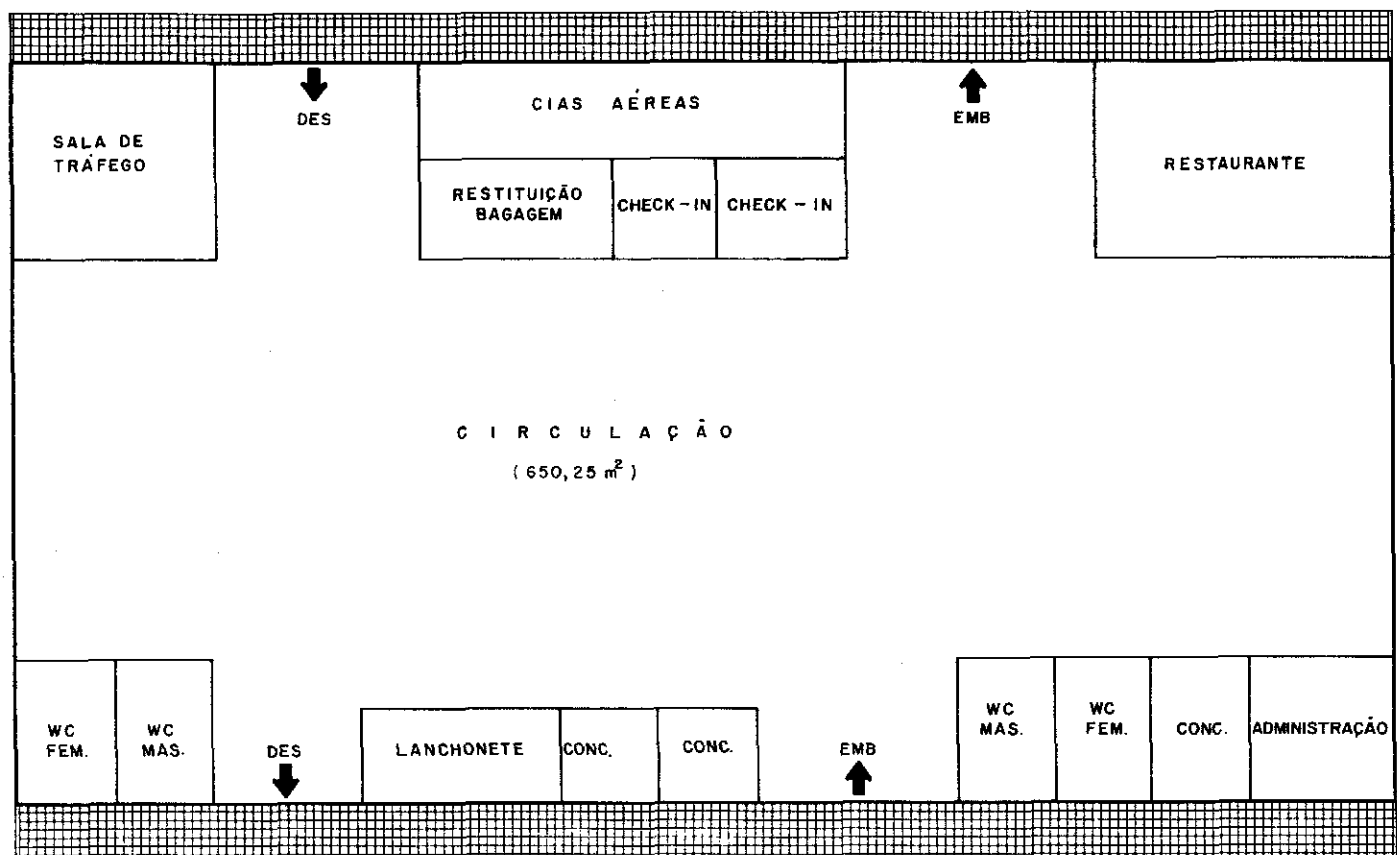 DES
CIAS AÉREAS
EMB
SALA DE
TRÁFEGO
RESTAURANTE
RESTITUIÇÃO
BAGAGEM
CHECK-IN
CHECK-IN
CIRCULAÇÃO
(650,25 m²)
WC
FEM.
WC
MAS.
DES
LANCHONETE
CONC.
CONC.
EMB
WC
MAS.
WC
FEM.
CONC.
ADMINISTRAÇÃO